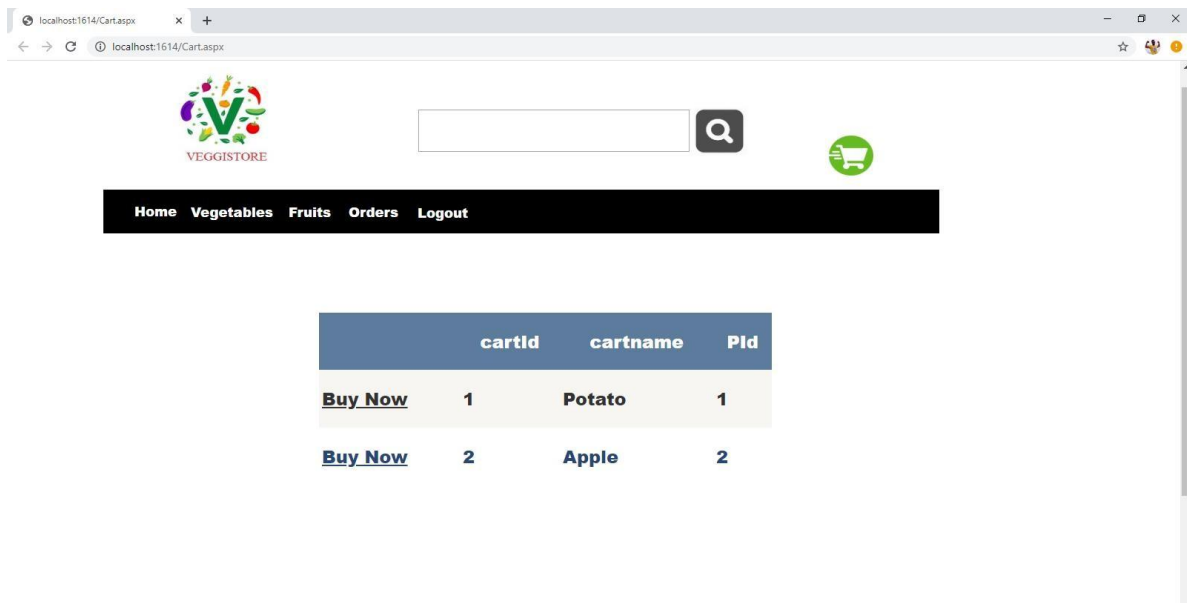 localhost:1614/Cart.aspx
localhost:1614/Cart.aspx
V
VEGGISTORE
Home Vegetables Fruits Orders Logout
cartId cartname PId
Buy Now 1 Potato 1
Buy Now 2 Apple 2